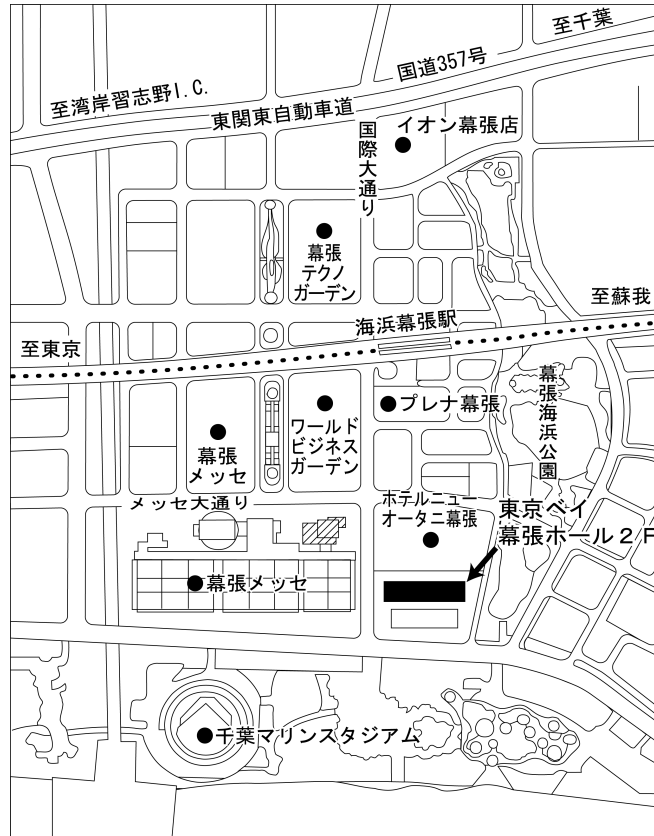 至千葉
国道357号
至湾岸習志野I.C.
東関東自動車道
イオン幕張店
国際大通り
幕張
テクノ
ガーデン
至蘇我
海浜幕張駅
至東京
幕張海浜公園
プレナ幕張
ワールド
ビジネス
ガーデン
幕張
メッセ
メッセ大通り
ホテルニュー
オータニ幕張
東京ベイ
幕張ホール２Ｆ
幕張メッセ
千葉マリンスタジアム